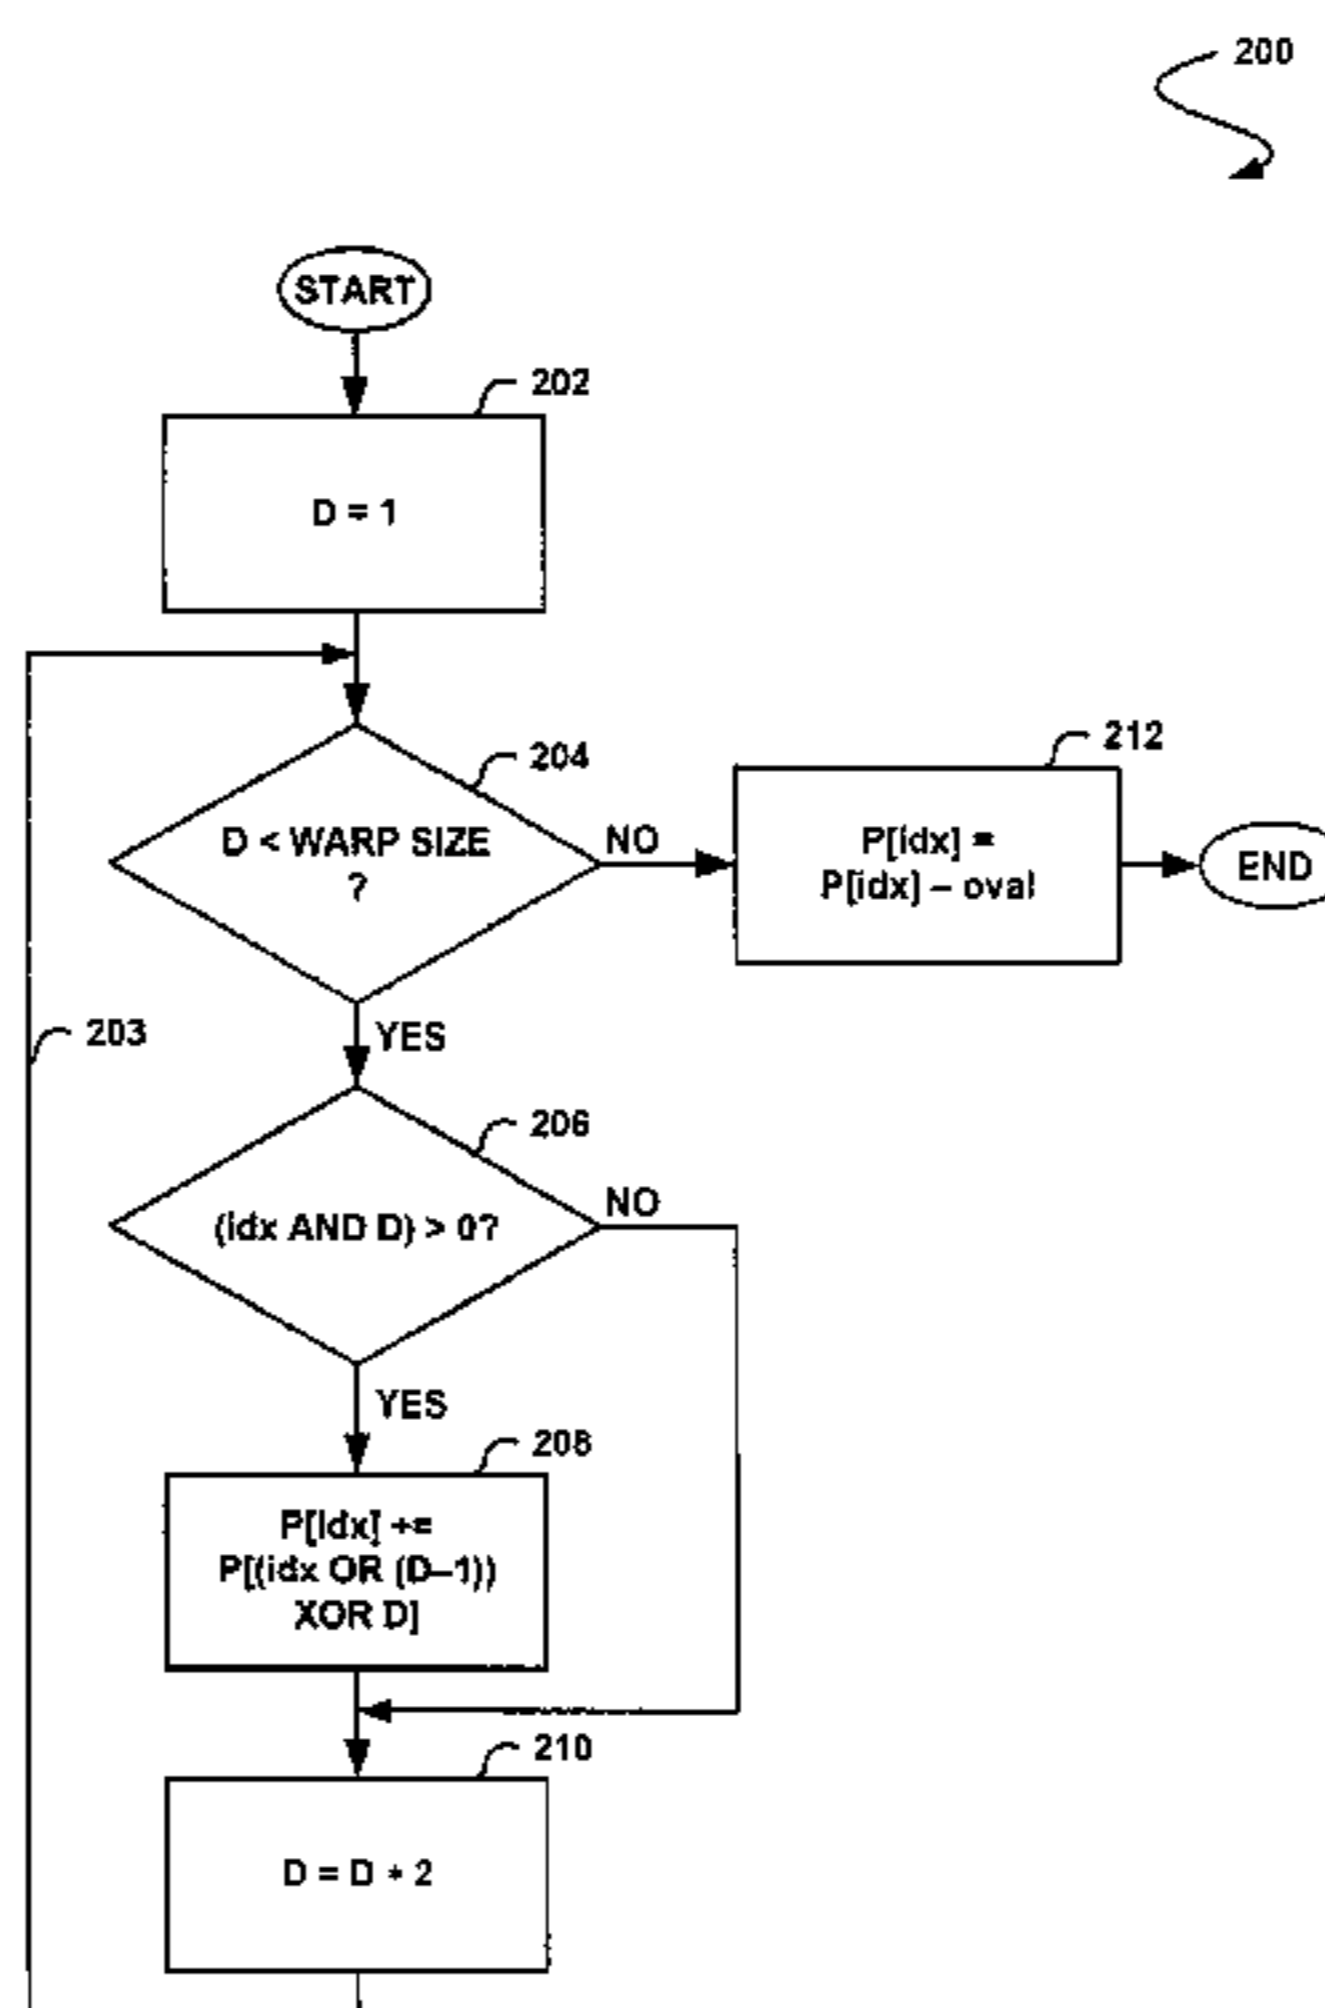 200
START
202
D = 1
204
D < WARP SIZE
?
NO
212
P[idx] =
P[idx] – oval
END
203
YES
206
(idx AND D) > 0?
NO
YES
208
P[idx] +=
P[(idx OR (D–1))
XOR D]
210
D = D * 2